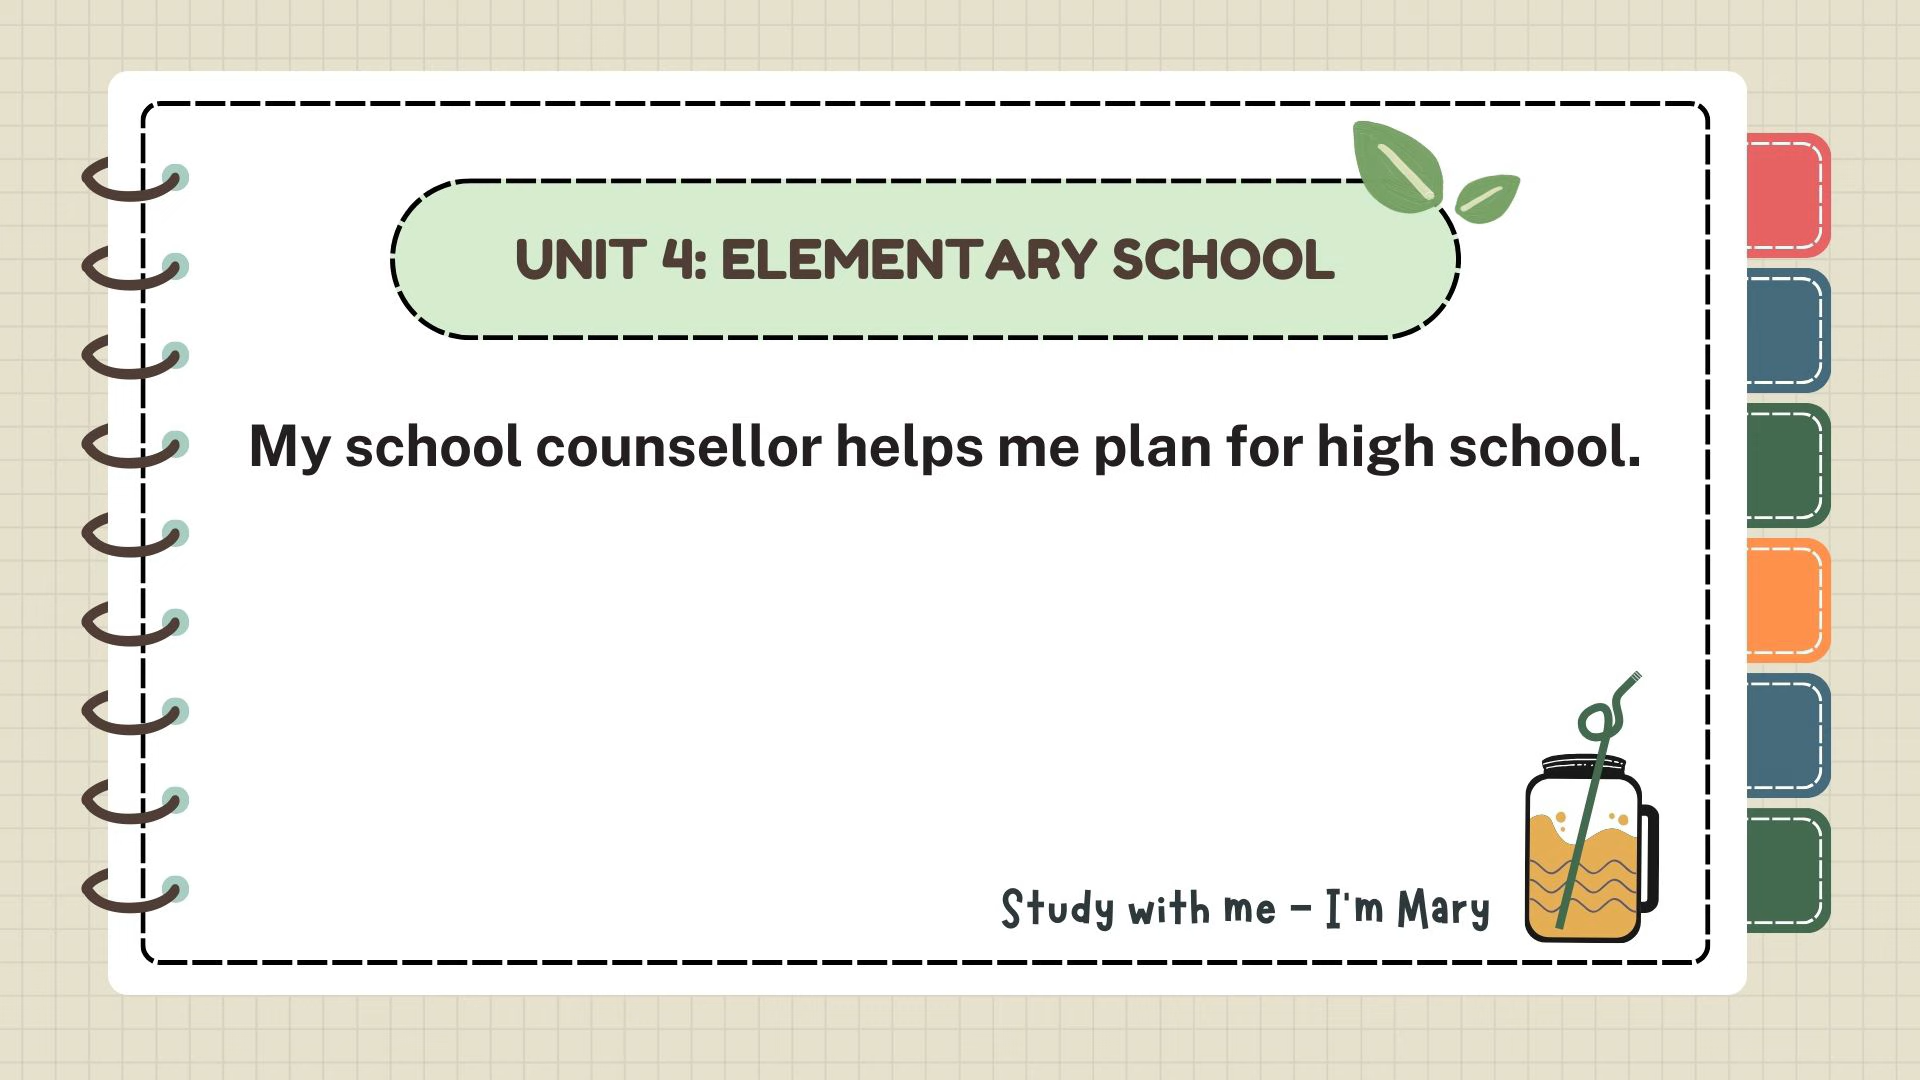 UNIT 4: ELEMENTARY SCHOOL
My school counsellor helps me plan for high school.
Study with me – I'm Mary